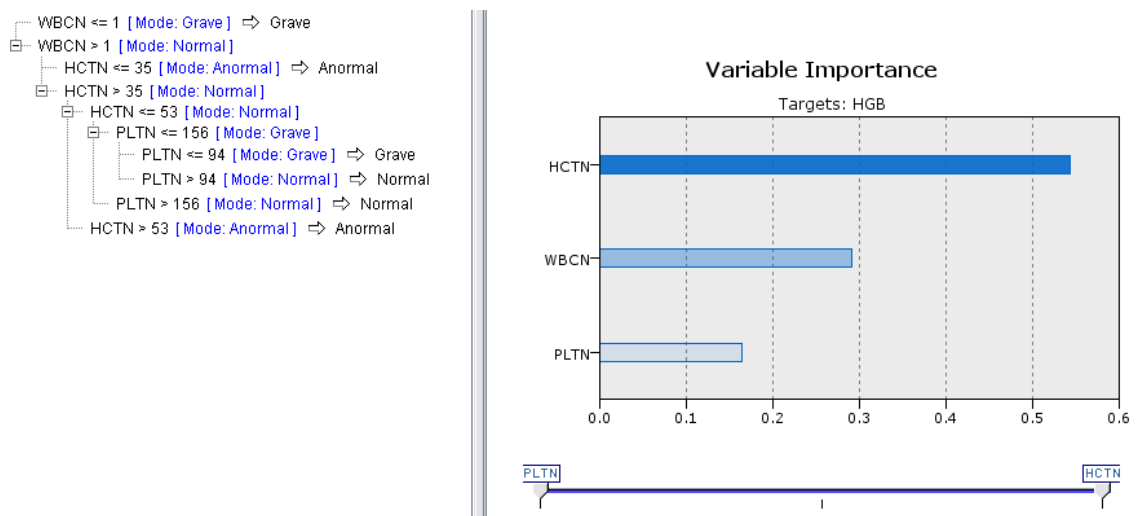 WBCN <= 1 [ Mode: Grave ] ⇨ Grave
WBCN > 1 [ Mode: Normal ]
HCTN <= 35 [ Mode: Anormal ] ⇨ Anormal
HCTN > 35 [ Mode: Normal ]
HCTN <= 53 [ Mode: Normal ]
PLTN <= 156 [ Mode: Grave ]
PLTN <= 94 [ Mode: Grave ] ⇨ Grave
PLTN > 94 [ Mode: Normal ] ⇨ Normal
PLTN > 156 [ Mode: Normal ] ⇨ Normal
HCTN > 53 [ Mode: Anormal ] ⇨ Anormal
Variable Importance
Targets: HGB
HCTN
WBCN
PLTN
0.0 0.1 0.2 0.3 0.4 0.5 0.6
PLTN HCTN